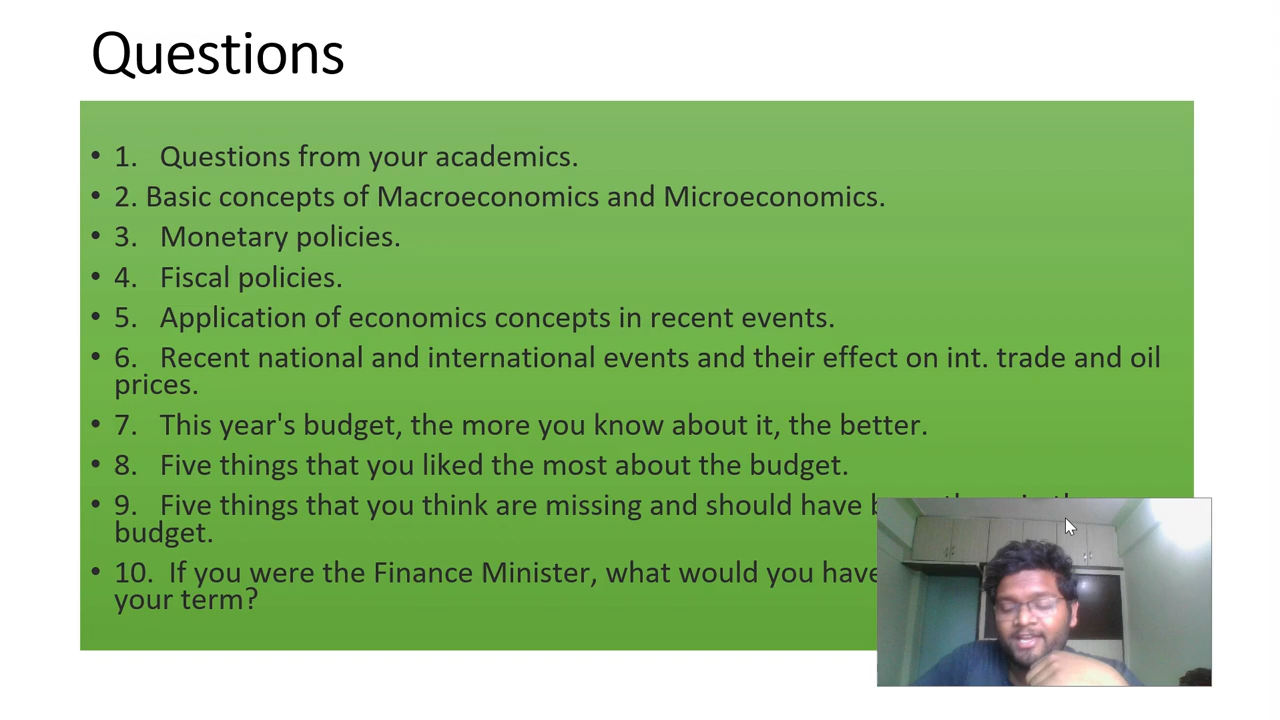 Questions
• 1. Questions from your academics.
• 2. Basic concepts of Macroeconomics and Microeconomics.
• 3. Monetary policies.
• 4. Fiscal policies.
• 5. Application of economics concepts in recent events.
• 6. Recent national and international events and their effect on int. trade and oil
prices.
• 7. This year's budget, the more you know about it, the better.
• 8. Five things that you liked the most about the budget.
• 9. Five things that you think are missing and should have
budget.
• 10. If you were the Finance Minister, what would you have
your term?